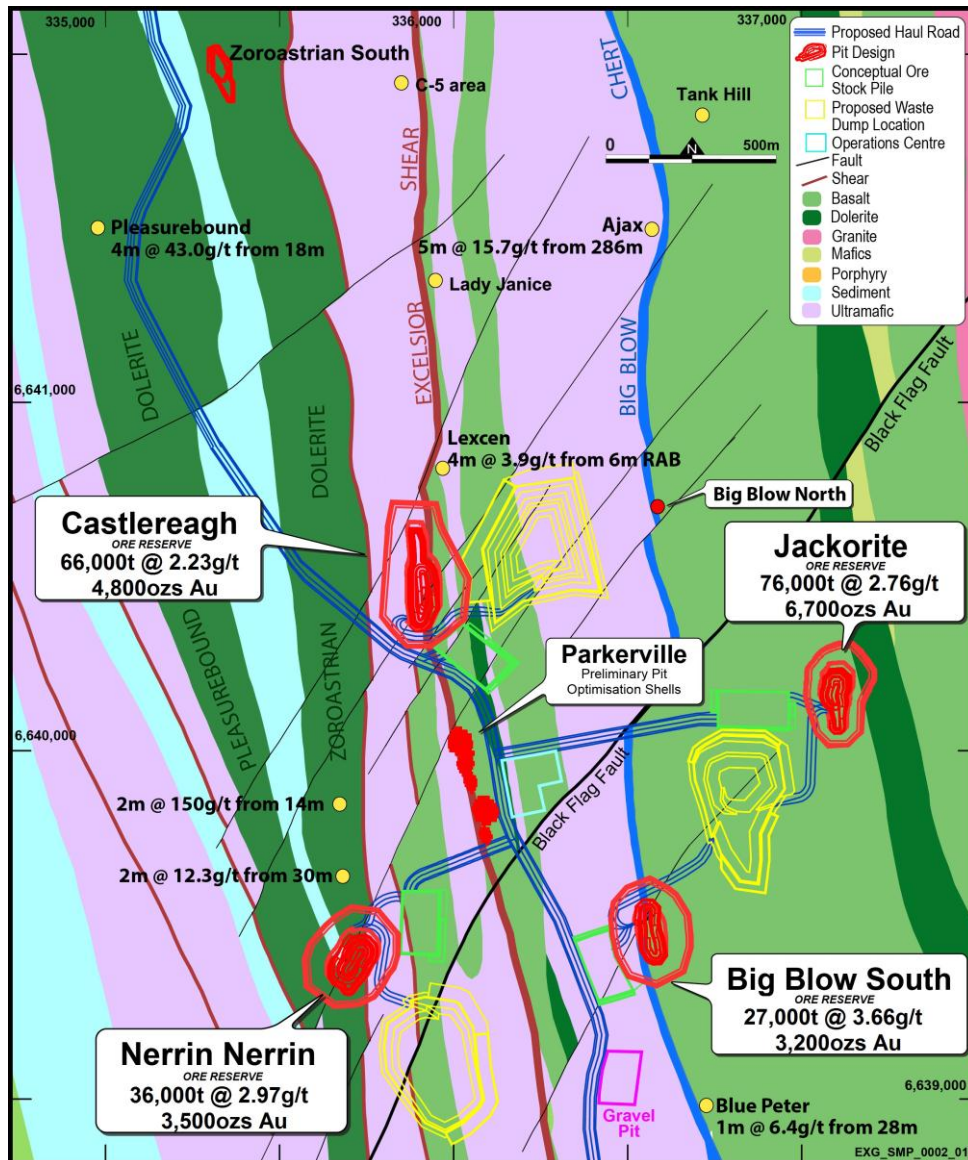 335,000
336,000
337,000
Proposed Haul Road
Pit Design
Conceptual Ore
Stock Pile
Proposed Waste
Dump Location
Operations Centre
Fault
Shear
Basalt
Dolerite
Granite
Mafics
Porphyry
Sediment
Ultramafic
Zoroastrian South
C-5 area
CHERT
Tank Hill
0
N
500m
SHEAR
Pleasurebound
4m @ 43.0g/t from 18m
Ajax
5m @ 15.7g/t from 286m
Lady Janice
EXCELSIOR
DOLERITE
DOLERITE
BIG BLOW
Black Flag Fault
6,641,000
Lexcen
4m @ 3.9g/t from 6m RAB
Big Blow North
Castlereagh
ORE RESERVE
66,000t @ 2.23g/t
4,800ozs Au
Jackorite
ORE RESERVE
76,000t @ 2.76g/t
6,700ozs Au
PLEASUREBOUND
ZOROASTRIAN
Parkerville
Preliminary Pit
Optimisation Shells
6,640,000
Black Flag Fault
2m @ 150g/t from 14m
2m @ 12.3g/t from 30m
Big Blow South
ORE RESERVE
27,000t @ 3.66g/t
3,200ozs Au
Nerrin Nerrin
ORE RESERVE
36,000t @ 2.97g/t
3,500ozs Au
Gravel
Pit
6,639,000
Blue Peter
1m @ 6.4g/t from 28m
EXG_SMP_0002_01